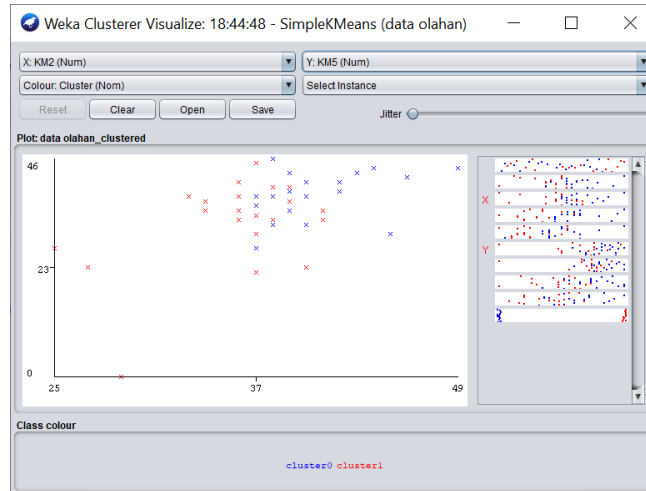 Weka Clusterer Visualize: 18:44:48 - SimpleKMeans (data olahan)
X: KM2 (Num) Y: KM5 (Num)
Colour: Cluster (Nom) Select Instance
Reset Clear Open Save Jitter
Plot: data olahan_clustered
46
23
0
25 37 49
X
Y
Class colour
cluster0 cluster1